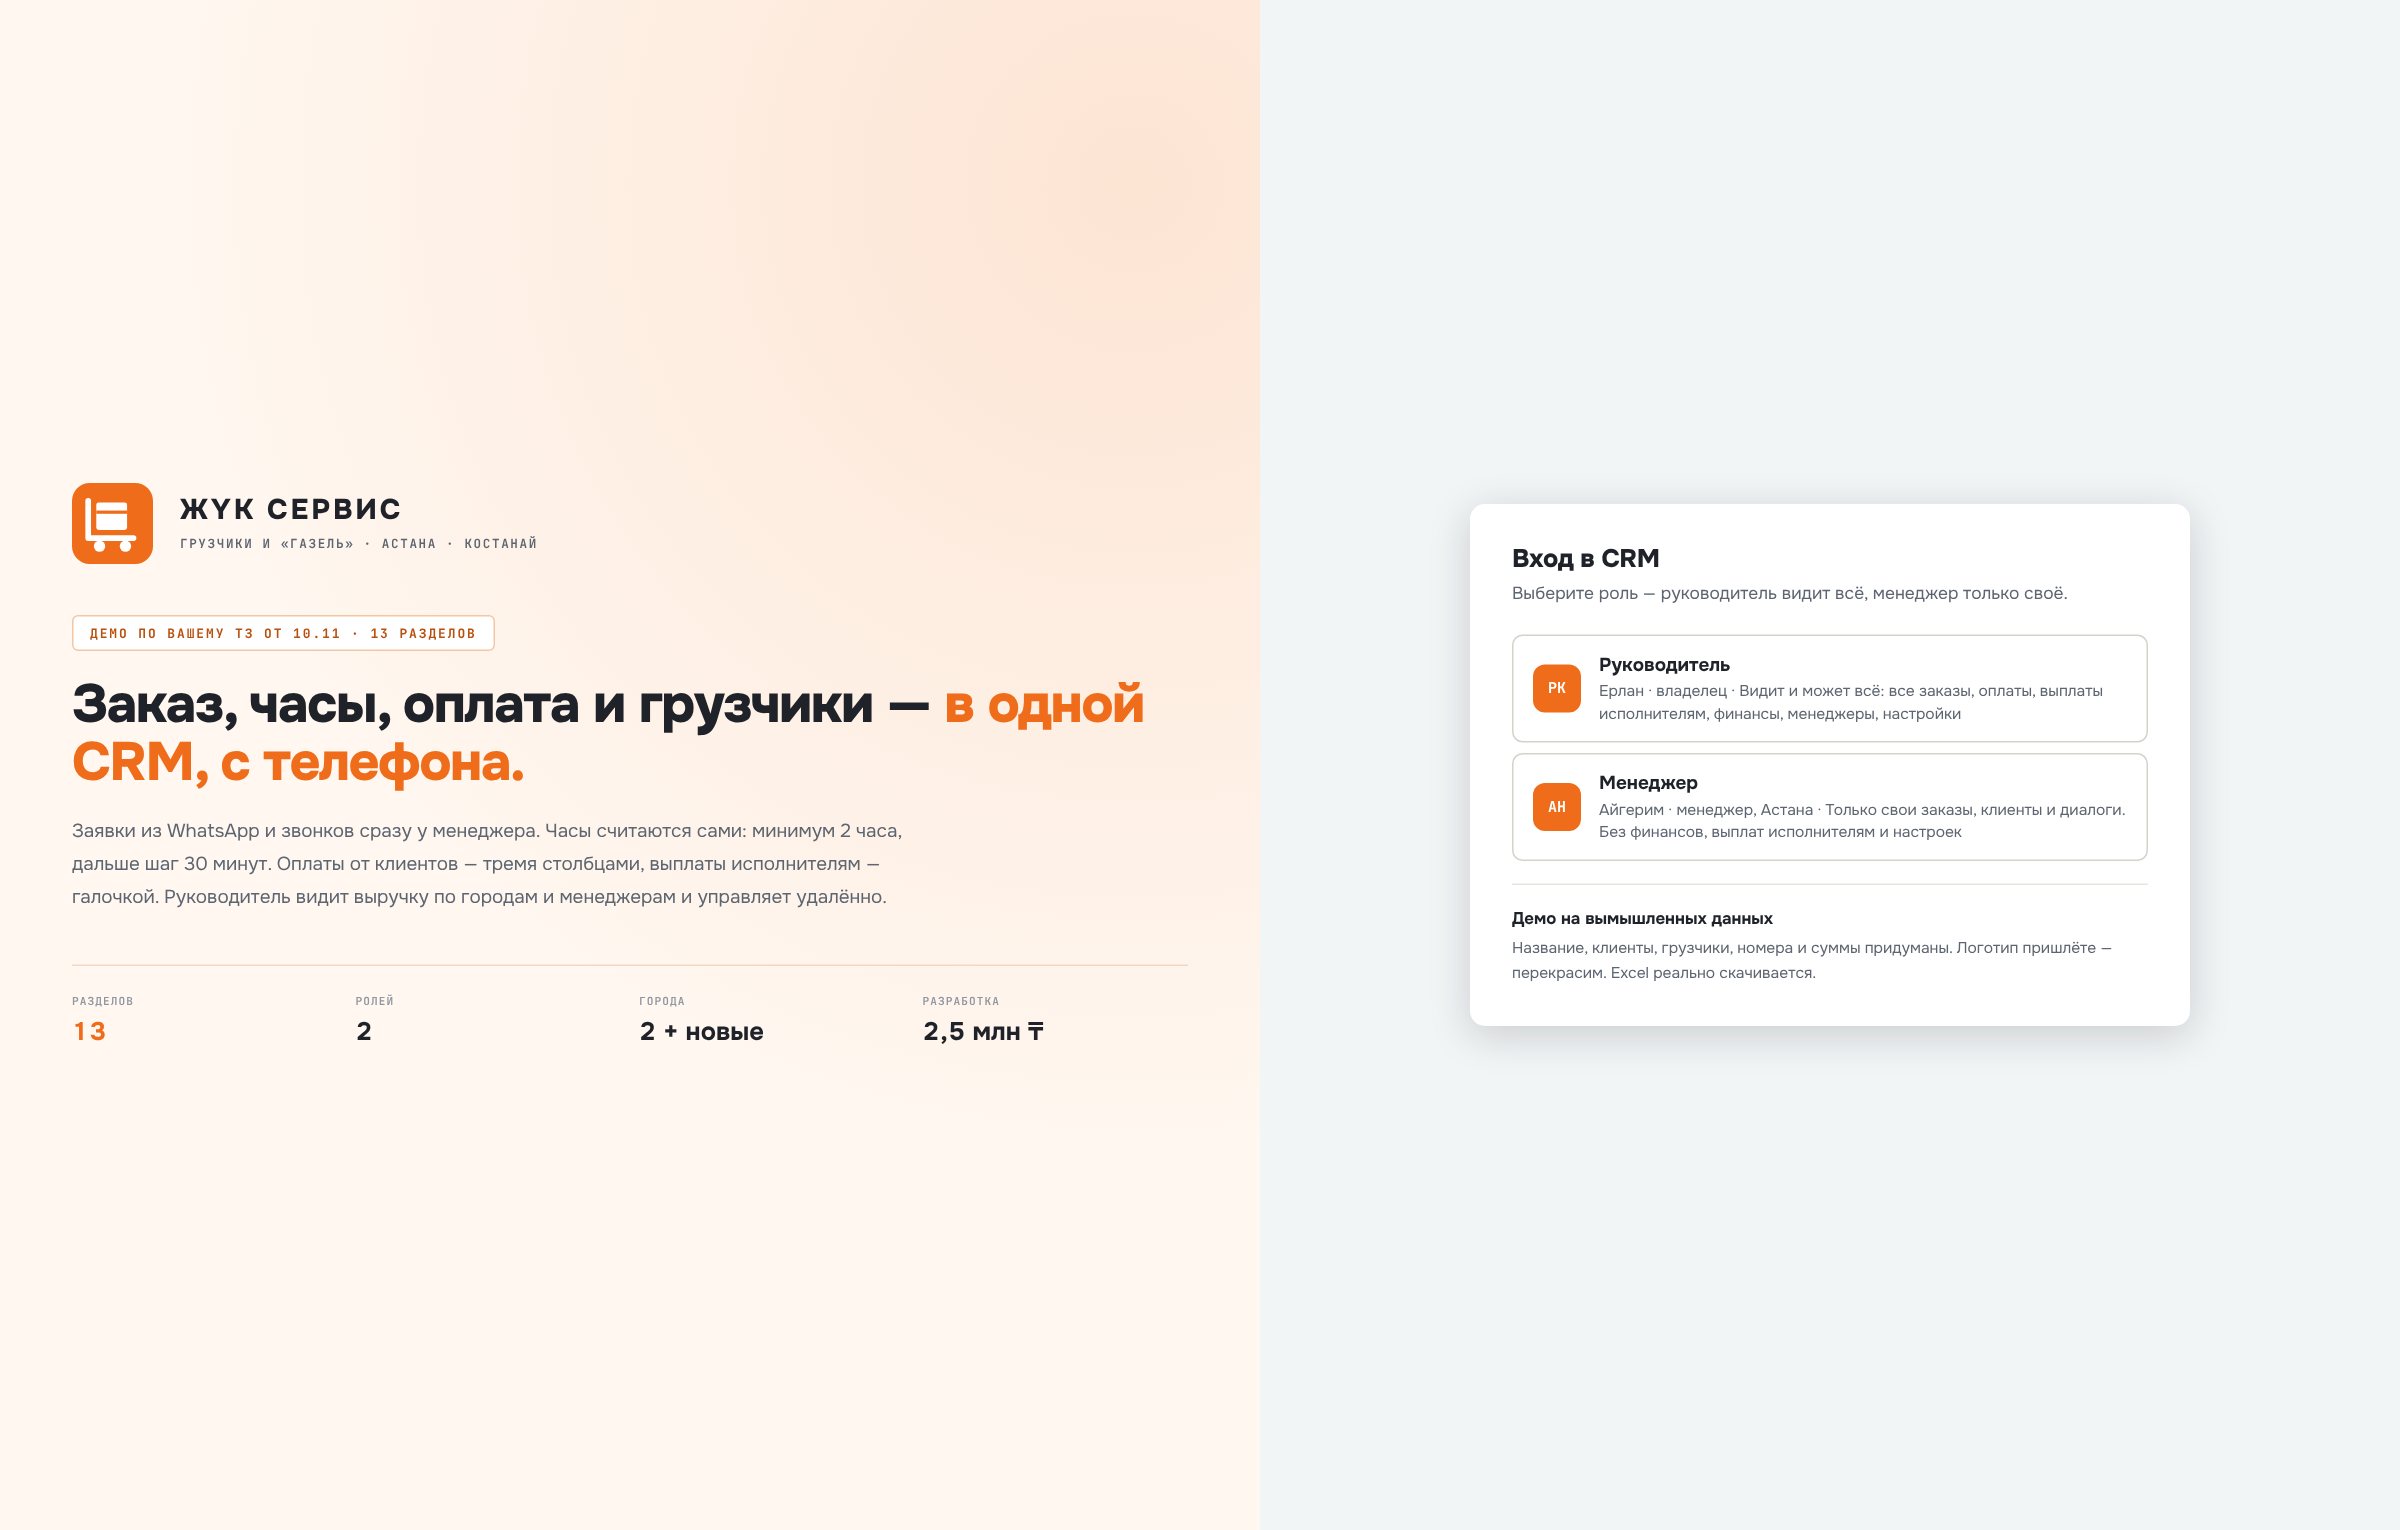 ЖҮК СЕРВИС
ГРУЗЧИКИ И «ГАЗЕЛЬ» · АСТАНА · КОСТАНАЙ
ДЕМО ПО ВАШЕМУ ТЗ ОТ 10.11 · 13 РАЗДЕЛОВ
Заказ, часы, оплата и грузчики — в одной
CRM, с телефона.
Заявки из WhatsApp и звонков сразу у менеджера. Часы считаются сами: минимум 2 часа,
дальше шаг 30 минут. Оплаты от клиентов — тремя столбцами, выплаты исполнителям —
галочкой. Руководитель видит выручку по городам и менеджерам и управляет удалённо.
РАЗДЕЛОВ
13
РОЛЕЙ
2
ГОРОДА
2 + новые
РАЗРАБОТКА
2,5 млн ₸
Вход в CRM
Выберите роль — руководитель видит всё, менеджер только своё.
РК
Руководитель
Ерлан · владелец · Видит и может всё: все заказы, оплаты, выплаты
исполнителям, финансы, менеджеры, настройки
АН
Менеджер
Айгерим · менеджер, Астана · Только свои заказы, клиенты и диалоги.
Без финансов, выплат исполнителям и настроек
Демо на вымышленных данных
Название, клиенты, грузчики, номера и суммы придуманы. Логотип пришлёте —
перекрасим. Excel реально скачивается.